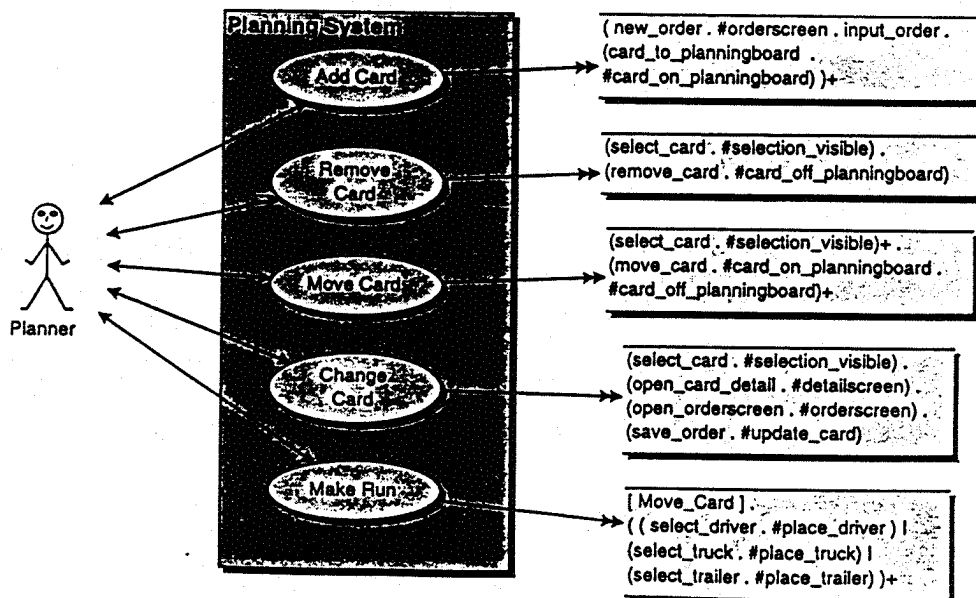 Planning System
Add Card
Remove
Card
Move Card
Change
Card
Make Run
Planner
( new_order . #orderscreen . input_order .
(card_to_planningboard .
#card_on_planningboard) )+
(select_card . #selection_visible) .
(remove_card . #card_off_planningboard)
(select_card . #selection_visible)+ .
(move_card . #card_on_planningboard .
#card_off_planningboard)+
(select_card . #selection_visible) .
(open_card_detail . #detailscreen) .
(open_orderscreen . #orderscreen) .
(save_order . #update_card)
[ Move_Card ] .
( ( select_driver . #place_driver ) |
(select_truck . #place_truck) |
(select_trailer . #place_trailer) )+